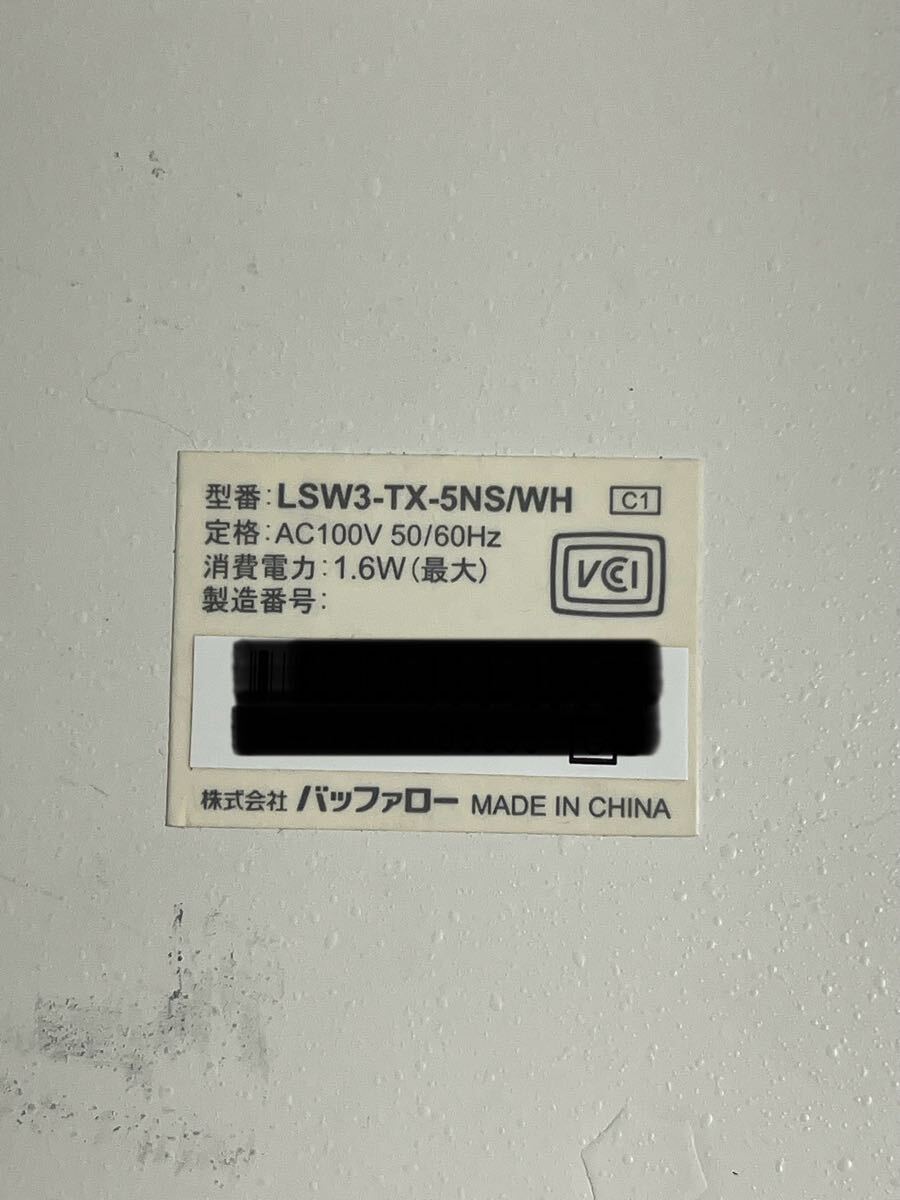 型番:LSW3-TX-5NS/WH C1
定格:AC100V 50/60Hz
消費電力:1.6W(最大)
製造番号:
VCCI
株式会社 バッファロー MADE IN CHINA